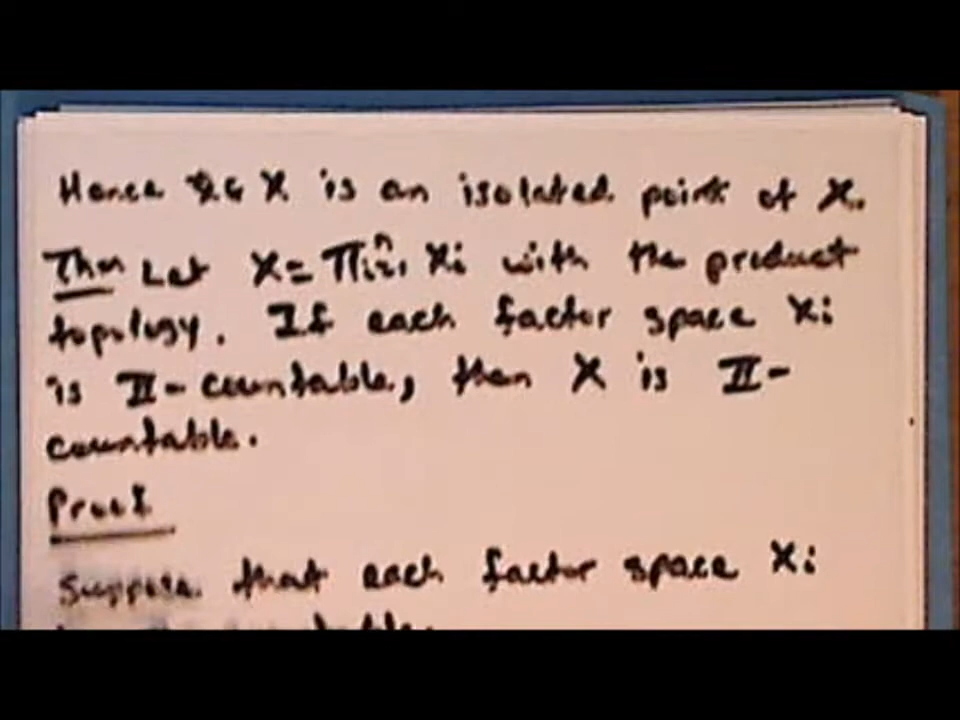 Hence x ∈ X is an isolated point of X.
Thm Let X = Π_{i=1}^n Xi with the product
topology. If each factor space Xi
is II-countable, then X is II-
countable.
Proof
Suppose that each factor space Xi